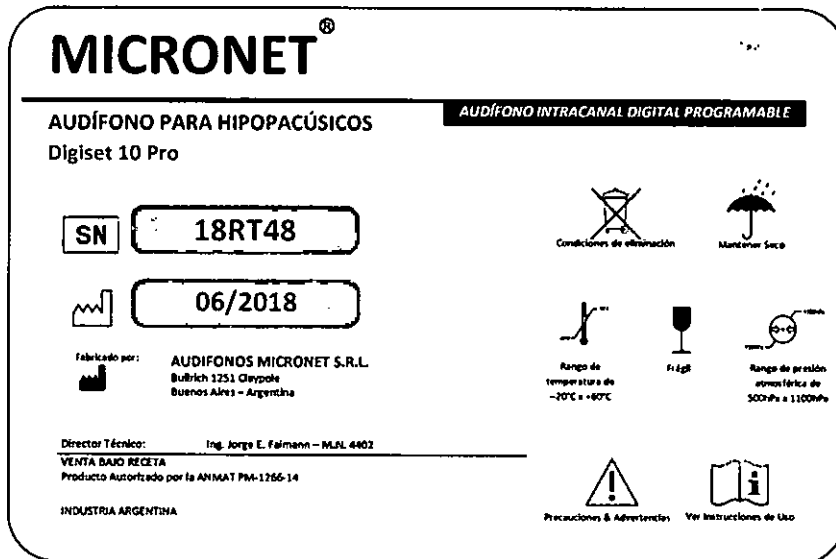 MICRONET®
AUDÍFONO INTRACANAL DIGITAL PROGRAMABLE
AUDÍFONO PARA HIPOPACÚSICOS
Digiset 10 Pro
SN 18RT48
06/2018
Fabricado por:
AUDIFONOS MICRONET S.R.L.
Bullrich 1251 Claypole
Buenos Aires – Argentina
Director Técnico: Ing. Jorge E. Faimann – M.N. 4402
VENTA BAJO RECETA
Producto Autorizado por la ANMAT PM-1266-14
INDUSTRIA ARGENTINA
Condiciones de eliminación
Mantener Seco
Rango de
temperatura de
–20°C a +60°C
Frágil
Rango de presión
atmosférica de
500hPa a 1100hPa
Precauciones & Advertencias
Ver Instrucciones de Uso